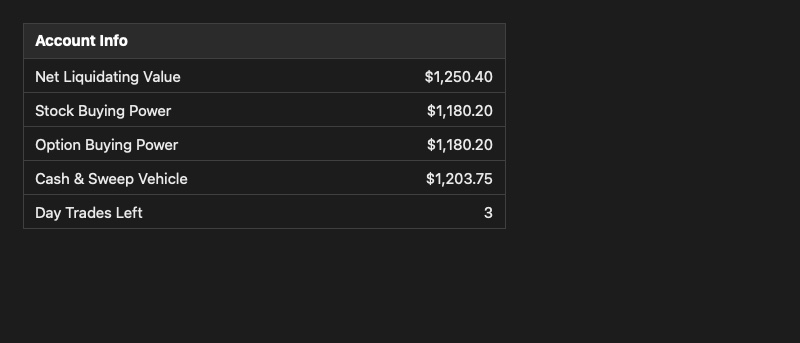 Account Info
Net Liquidating Value $1,250.40
Stock Buying Power $1,180.20
Option Buying Power $1,180.20
Cash & Sweep Vehicle $1,203.75
Day Trades Left 3